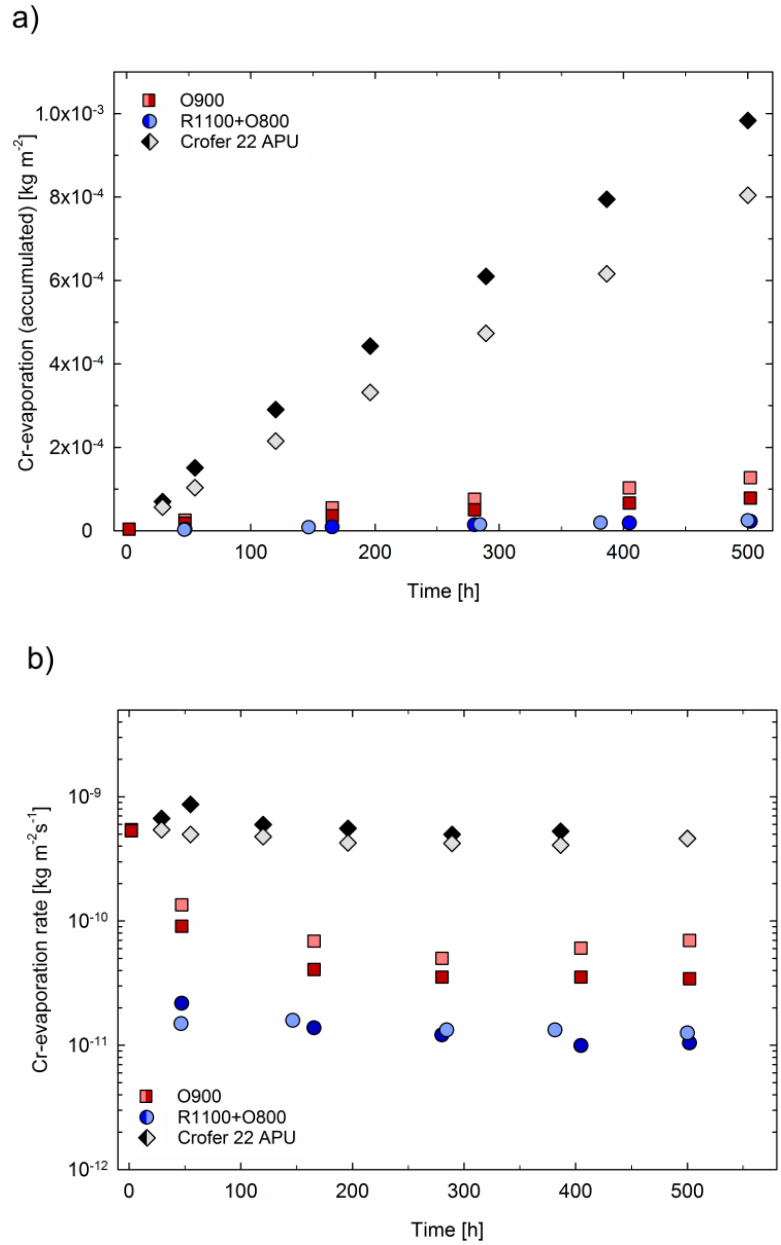 a)
Cr-evaporation (accumulated) [kg m⁻²]
1.0x10⁻³
8x10⁻⁴
6x10⁻⁴
4x10⁻⁴
2x10⁻⁴
0
O900
R1100+O800
Crofer 22 APU
0 100 200 300 400 500
Time [h]
b)
Cr-evaporation rate [kg m⁻²s⁻¹]
10⁻⁹
10⁻¹⁰
10⁻¹¹
10⁻¹²
O900
R1100+O800
Crofer 22 APU
0 100 200 300 400 500
Time [h]